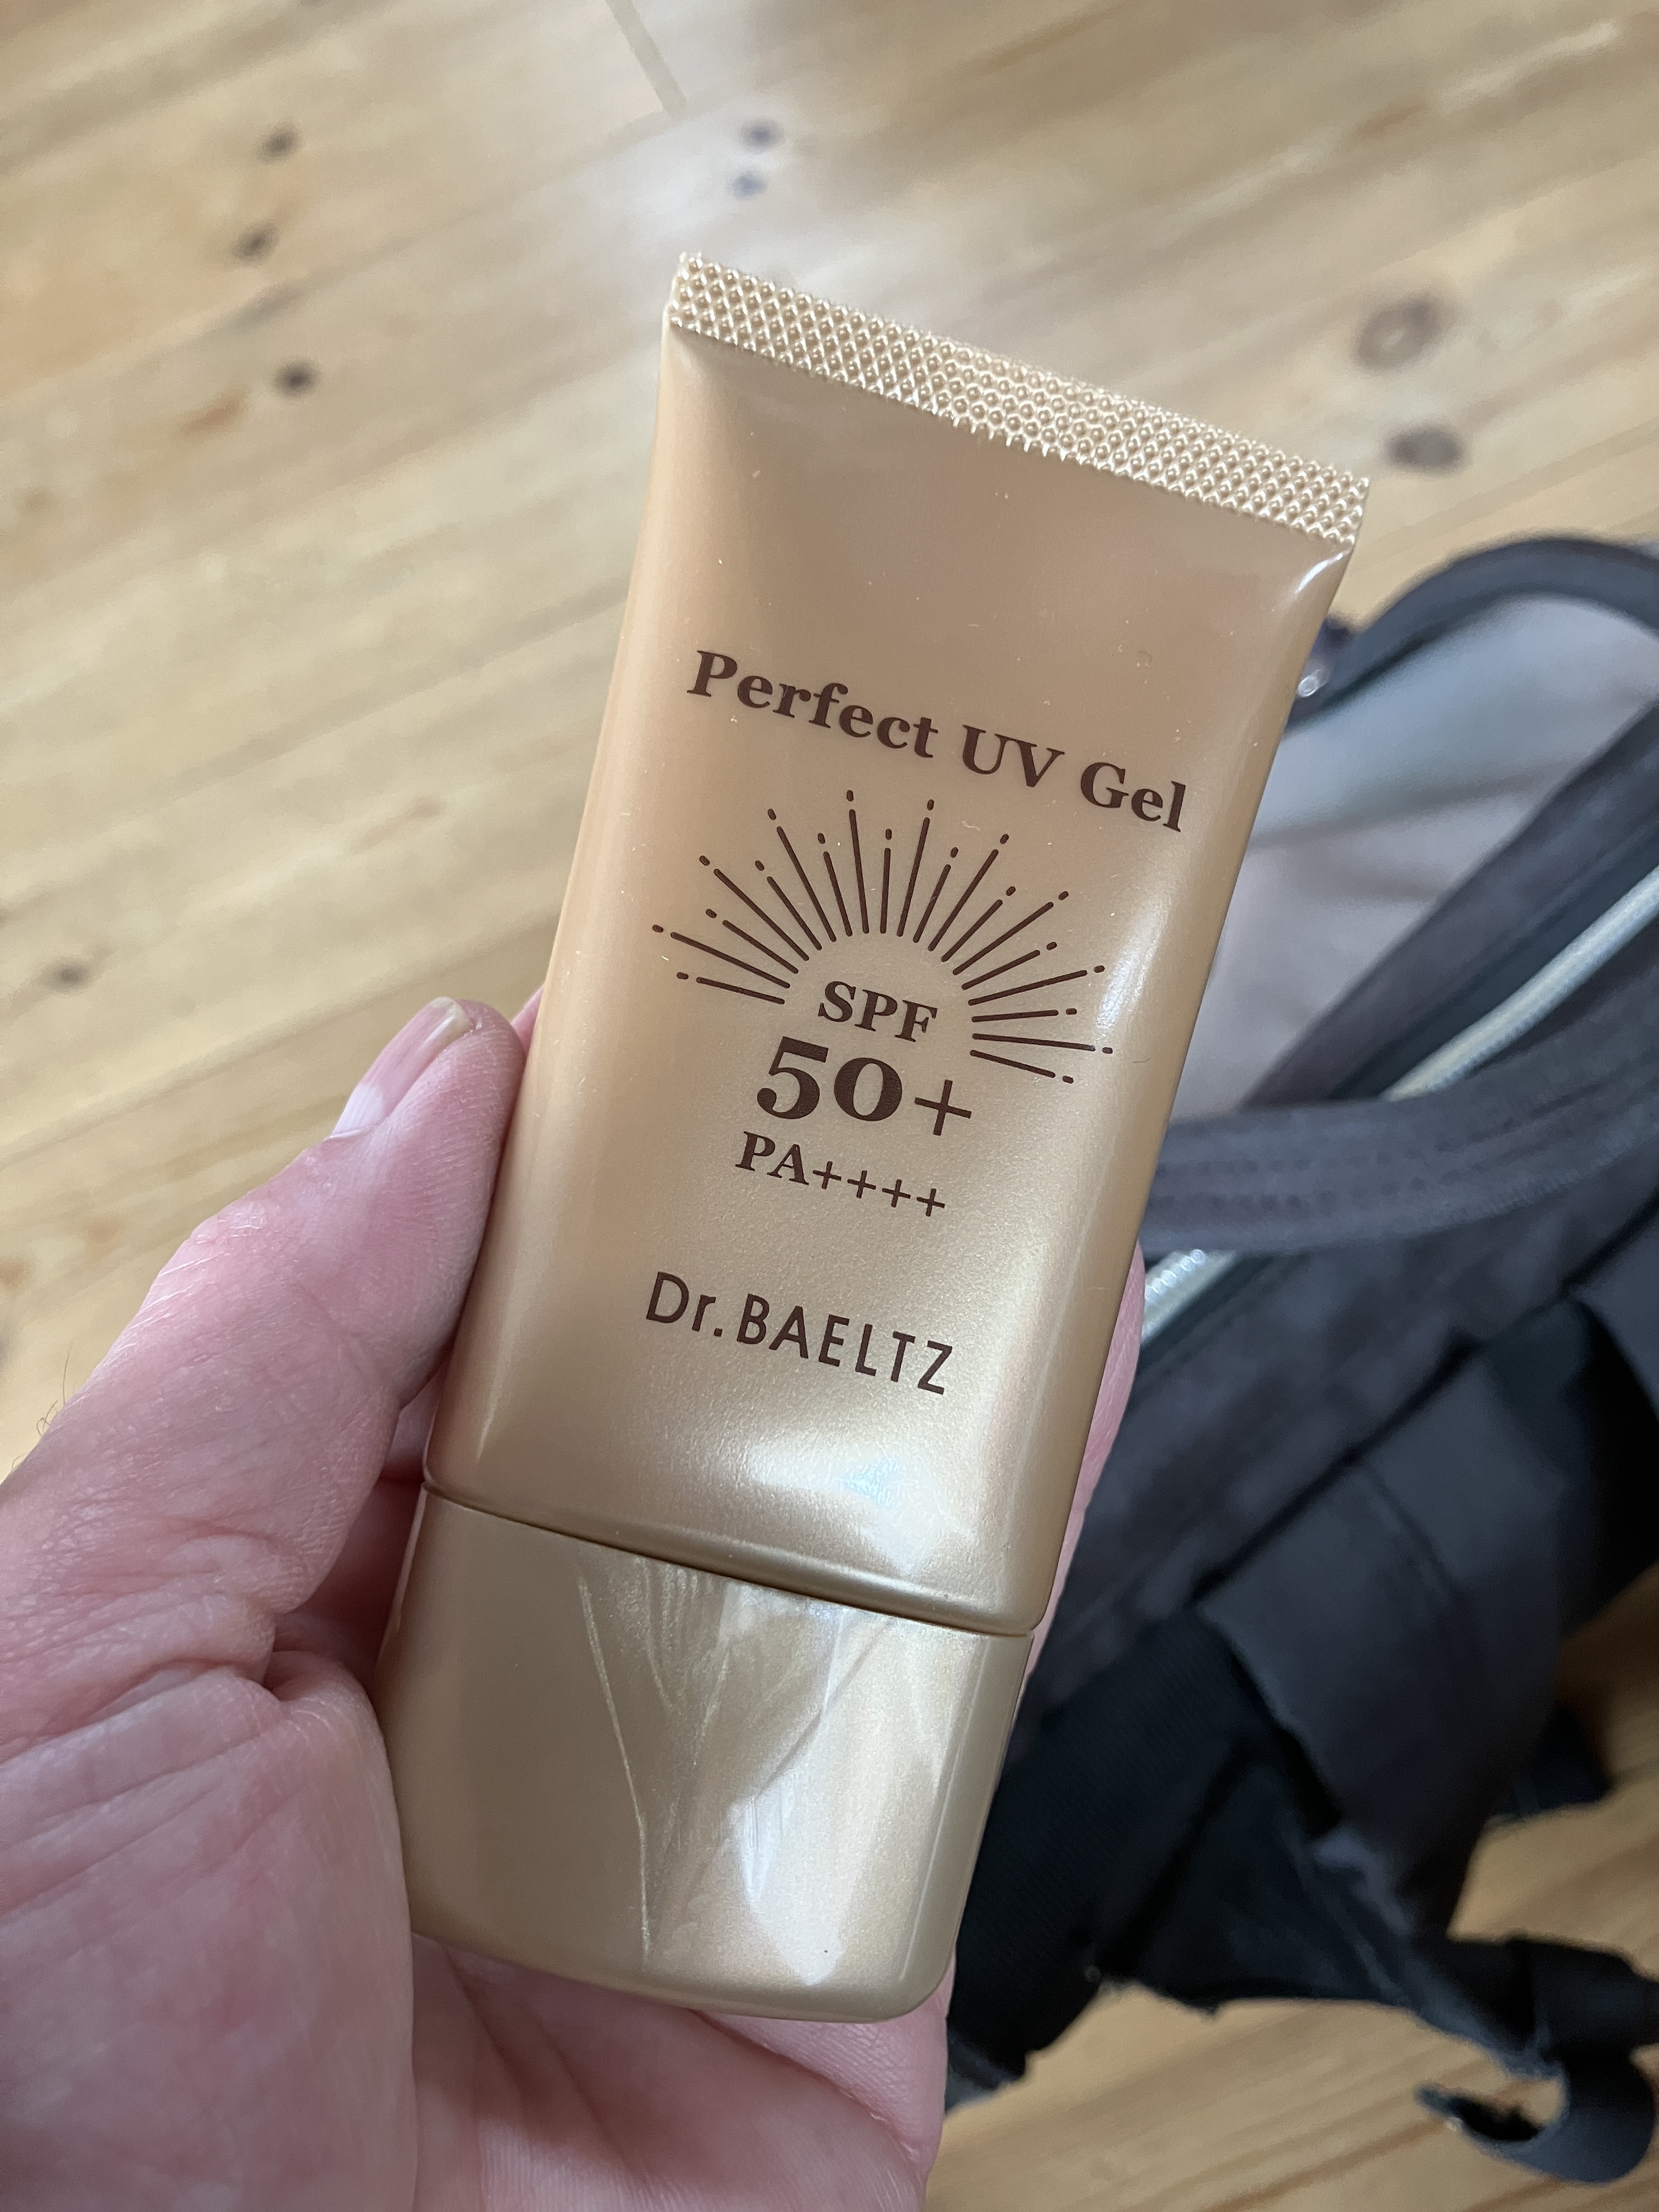 Perfect UV Gel
SPF
50+
PA++++
Dr.BAELTZ